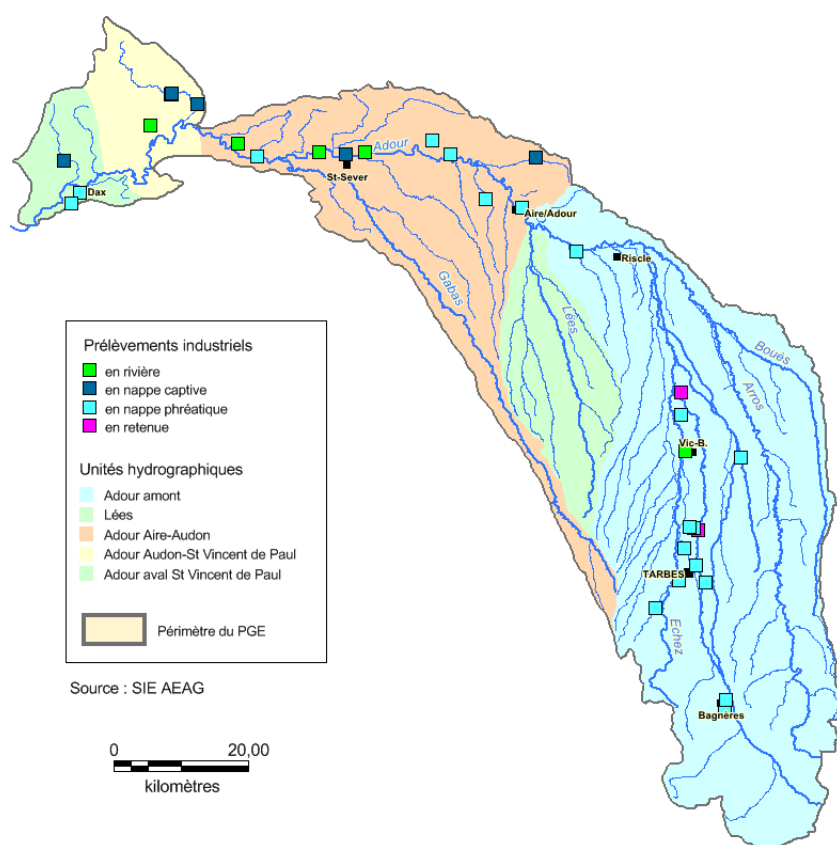 Adour
St-Sever
Dax
Aire/Adour
Riscle
Gabas
Lées
Bouès
Arros
Vic-B.
TARBES
Echez
Bagnères
Prélèvements industriels
en rivière
en nappe captive
en nappe phréatique
en retenue
Unités hydrographiques
Adour amont
Lées
Adour Aire-Audon
Adour Audon-St Vincent de Paul
Adour aval St Vincent de Paul
Périmètre du PGE
Source : SIE AEAG
0 20,00
kilomètres